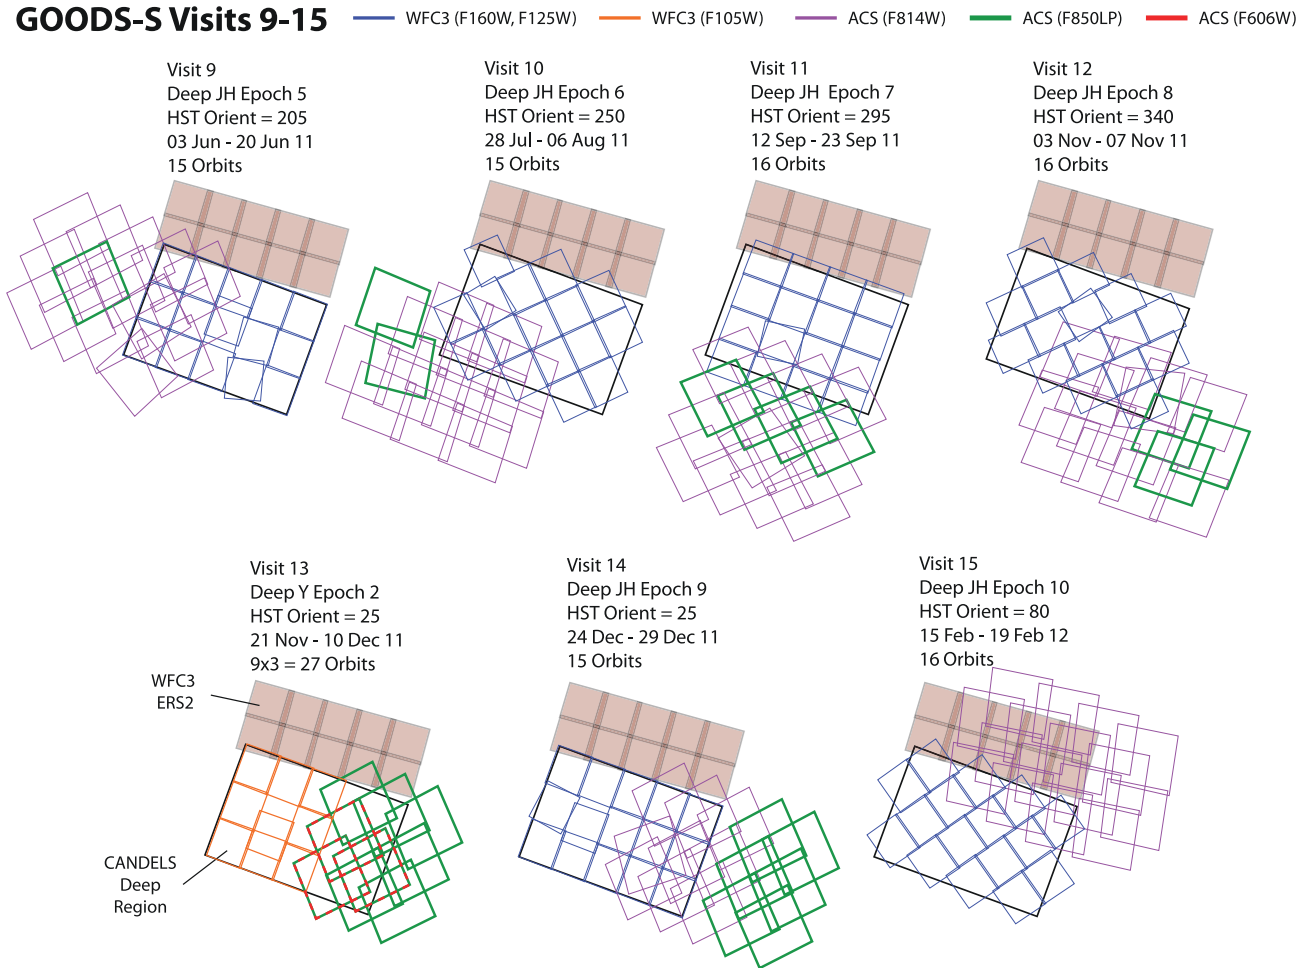 GOODS-S Visits 9-15
WFC3 (F160W, F125W)
WFC3 (F105W)
ACS (F814W)
ACS (F850LP)
ACS (F606W)
Visit 9
Deep JH Epoch 5
HST Orient = 205
03 Jun - 20 Jun 11
15 Orbits
Visit 10
Deep JH Epoch 6
HST Orient = 250
28 Jul - 06 Aug 11
15 Orbits
Visit 11
Deep JH Epoch 7
HST Orient = 295
12 Sep - 23 Sep 11
16 Orbits
Visit 12
Deep JH Epoch 8
HST Orient = 340
03 Nov - 07 Nov 11
16 Orbits
Visit 13
Deep Y Epoch 2
HST Orient = 25
21 Nov - 10 Dec 11
9x3 = 27 Orbits
WFC3
ERS2
CANDELS
Deep
Region
Visit 14
Deep JH Epoch 9
HST Orient = 25
24 Dec - 29 Dec 11
15 Orbits
Visit 15
Deep JH Epoch 10
HST Orient = 80
15 Feb - 19 Feb 12
16 Orbits